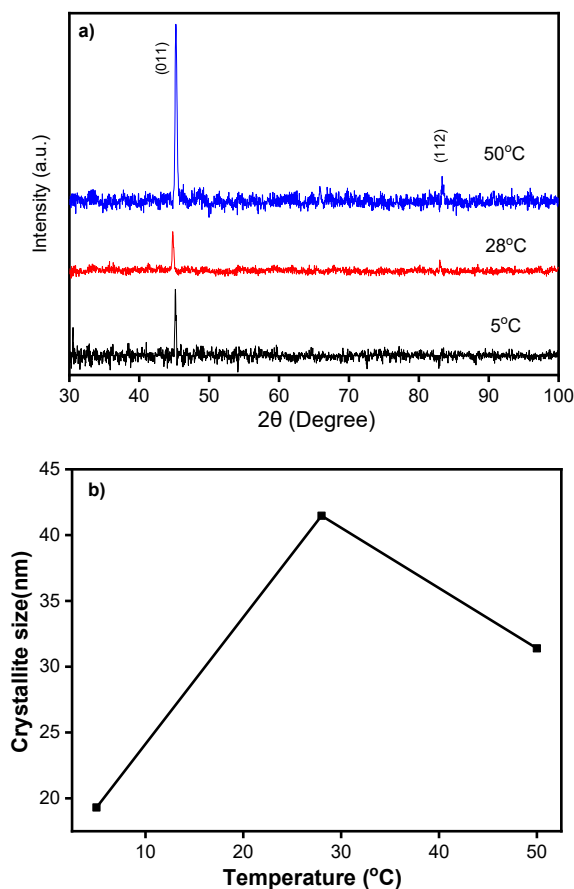 a)
(011)
(112)
50°C
28°C
5°C
Intensity (a.u.)
30 40 50 60 70 80 90 100
2θ (Degree)
b)
45
40
35
30
25
20
Crystallite size(nm)
10 20 30 40 50
Temperature (°C)